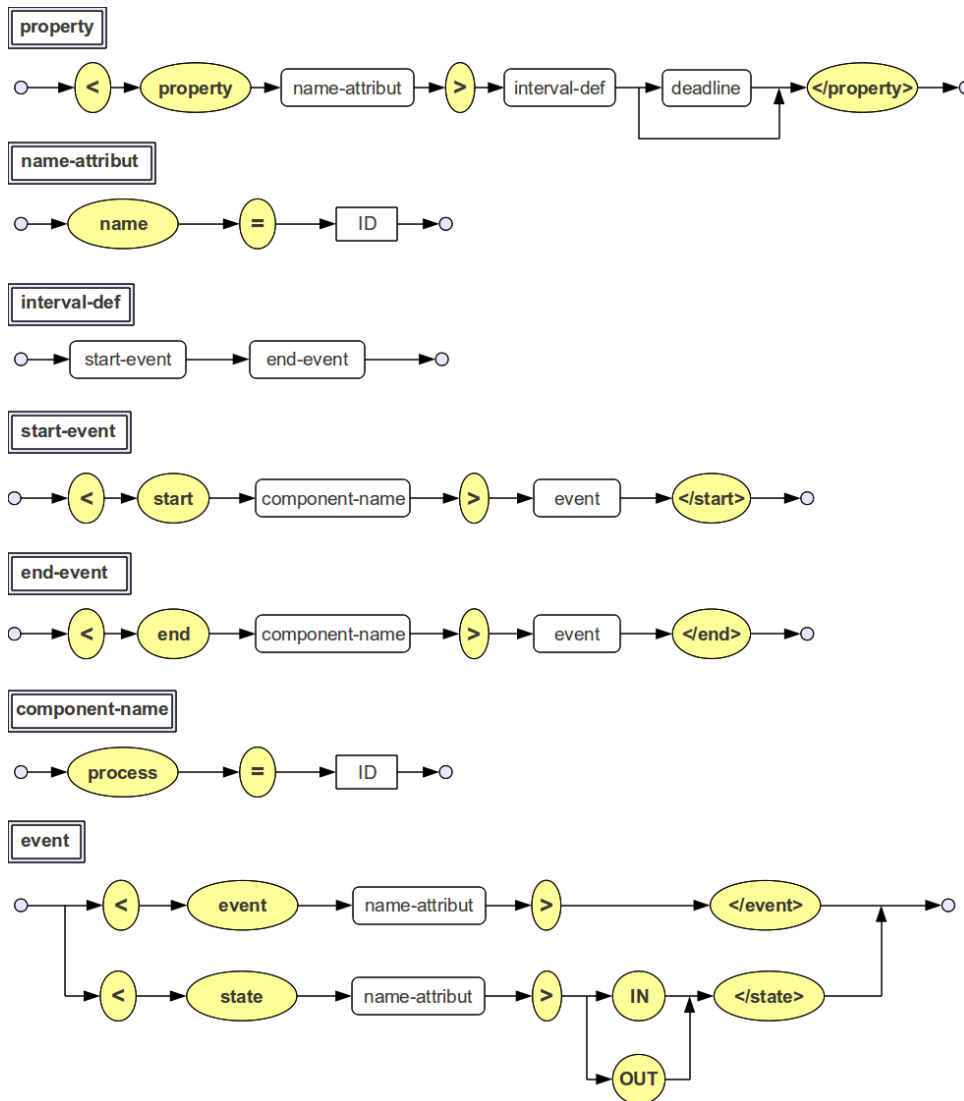 property
< property name-attribut > interval-def deadline </property>
name-attribut
name = ID
interval-def
start-event end-event
start-event
< start component-name > event </start>
end-event
< end component-name > event </end>
component-name
process = ID
event
< event name-attribut > </event>
< state name-attribut > IN </state>
OUT